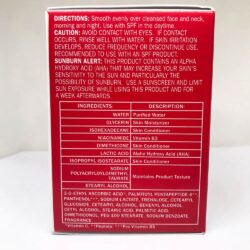 DIRECTIONS: Smooth evenly over cleansed face and neck,
morning and night. Use with SPF in the daytime.
CAUTION: AVOID CONTACT WITH EYES. IF CONTACT
OCCURS, RINSE WELL WITH WATER. IF SKIN IRRITATION
DEVELOPS, REDUCE FREQUENCY OR DISCONTINUE USE.
RECOMMENDED TO USE WITH AN SPF PRODUCT.
SUNBURN ALERT: THIS PRODUCT CONTAINS AN ALPHA
HYDROXY ACID (AHA) THAT MAY INCREASE YOUR SKIN'S
SENSITIVITY TO THE SUN AND PARTICULARLY THE
POSSIBILITY OF SUNBURN. USE A SUNSCREEN AND LIMIT
SUN EXPOSURE WHILE USING THIS PRODUCT AND FOR
A WEEK AFTERWARDS.
INGREDIENTS DESCRIPTION
WATER Purified Water
GLYCERIN Skin Moisturizer
ISOHEXADECANE Skin Conditioner
NIACINAMIDE Vitamin B3
DIMETHICONE Skin Conditioner
LACTIC ACID Alpha Hydroxy Acid (AHA)
ISOPROPYL ISOSTEARATE Skin Conditioner
SODIUM
POLYACRYLOYLDIMETHYL
TAURATE Maintains Product Texture
STEARYL ALCOHOL
3-O-ETHYL ASCORBIC ACID*, PALMITOYL PENTAPEPTIDE-4**
PANTHENOL***, SODIUM LACTATE, TREHALOSE, CETEARYL
GLUCOSIDE, CETEARYL ALCOHOL, BEHENYL ALCOHOL,
CETYL ALCOHOL, STEARIC ACID, PALMITIC ACID,
DIMETHICONOL, PEG-100 STEARATE, SODIUM BENZOATE
FRAGRANCE
*Vitamin C, **Peptide, ***Pro Vitamin B5